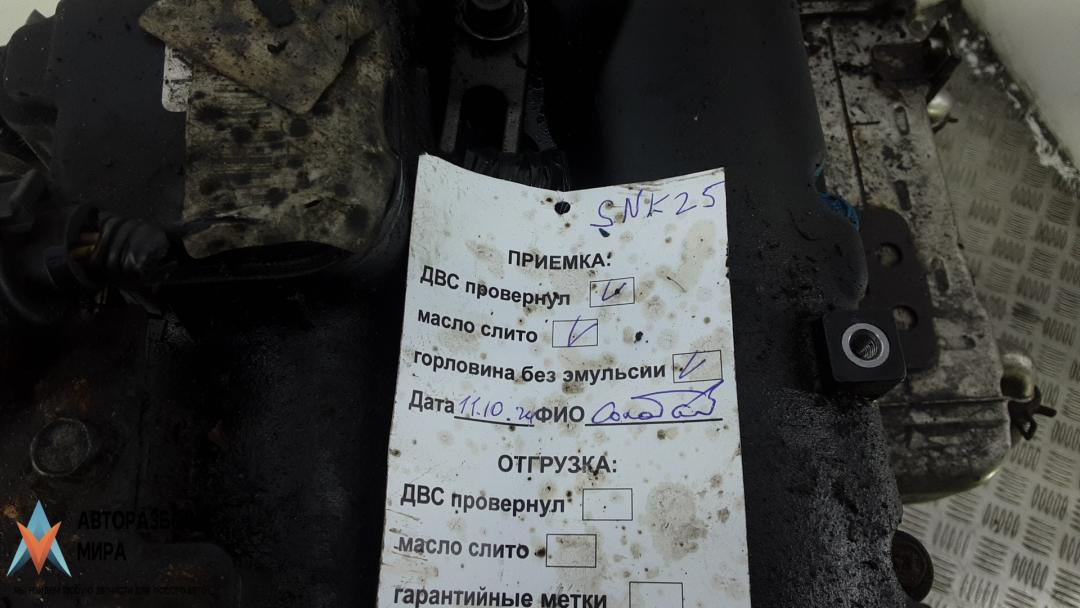 SNK25
ПРИЕМКА:
ДВС провернул
масло слито
горловина без эмульсии
Дата 11.10.24 ФИО
ОТГРУЗКА:
ДВС провернул
масло слито
гарантийные метки
АВТОРАЗБ
МИРА